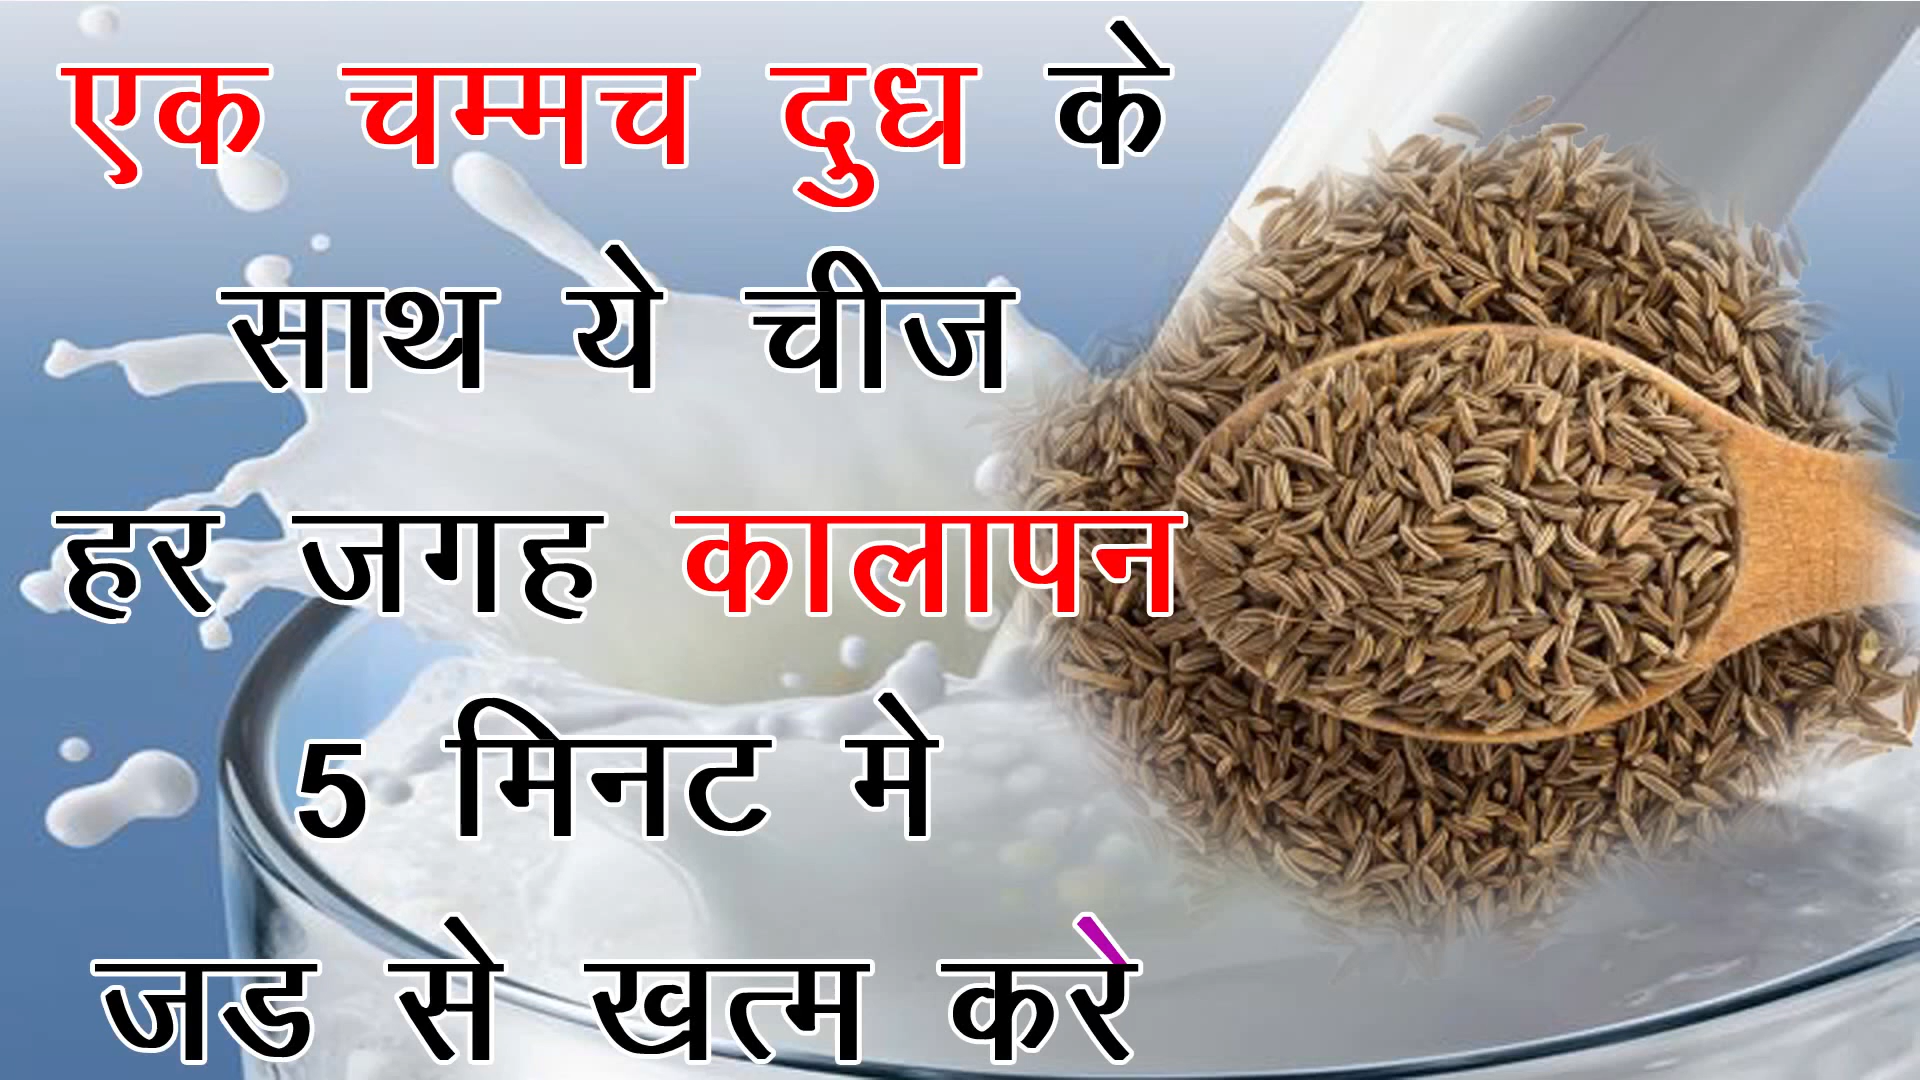 एक चम्मच दुध के
साथ ये चीज
हर जगह कालापन
5 मिनट मे
जड से खत्म करे